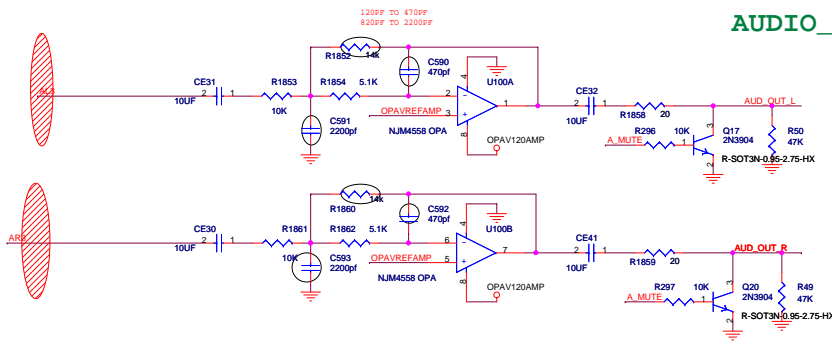 120PF TO 470PF
820PF TO 2200PF
AUDIO_
R1852 14k
C590
470pf
U100A
CE31
2 1
10UF
R1853
10K
R1854 5.1K
C591
2200pf
OPAVREFAMP
2
3
4
8
1
NJM4558 OPA
OPAV120AMP
CE32
2 1
10UF
R1858 20
AUD_OUT_L
A_MUTE
R296 10K
1
3
2
Q17
2N3904
R-SOT3N-0.95-2.75-HX
R50
47K
R1860 14k
C592
470pf
U100B
CE30
2 1
10UF
R1861
10K
R1862 5.1K
C593
2200pf
OPAVREFAMP
6
5
4
8
7
NJM4558 OPA
OPAV120AMP
CE41
2 1
10UF
R1859 20
AUD_OUT_R
A_MUTE
R297 10K
1
3
2
Q20
2N3904
R-SOT3N-0.95-2.75-HX
R49
47K